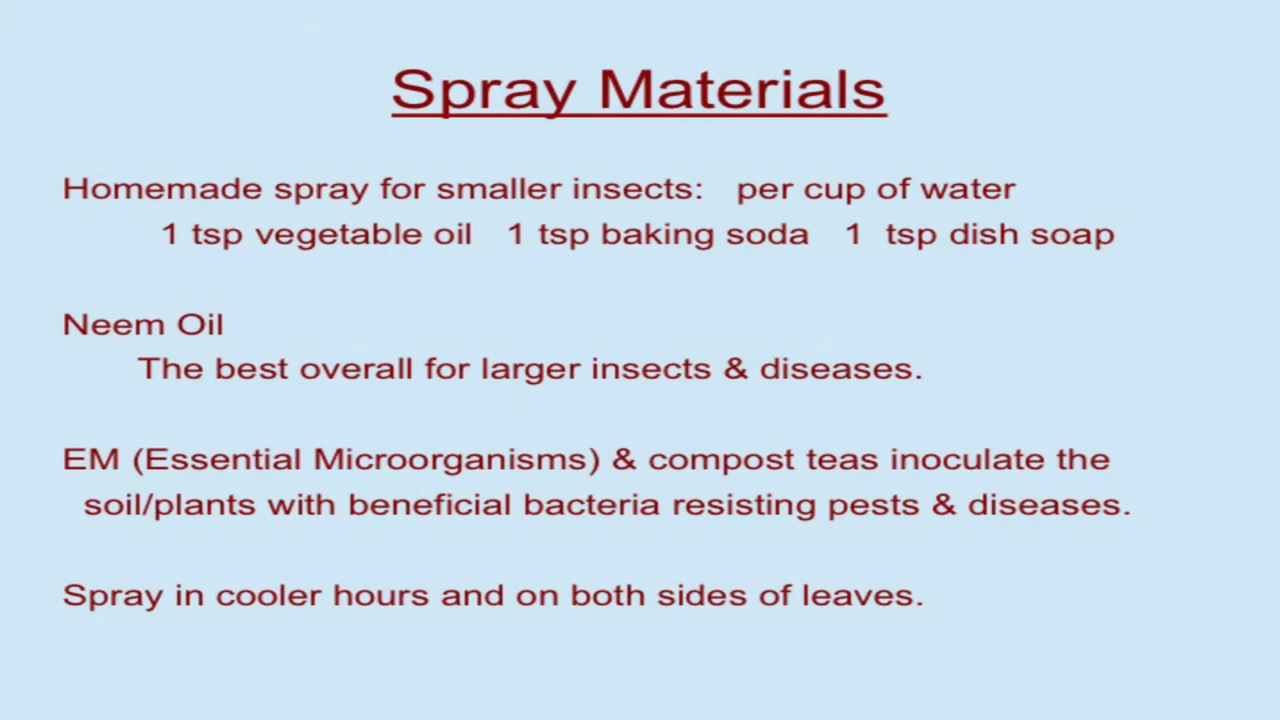 Spray Materials
Homemade spray for smaller insects: per cup of water
1 tsp vegetable oil 1 tsp baking soda 1 tsp dish soap
Neem Oil
The best overall for larger insects & diseases.
EM (Essential Microorganisms) & compost teas inoculate the
soil/plants with beneficial bacteria resisting pests & diseases.
Spray in cooler hours and on both sides of leaves.